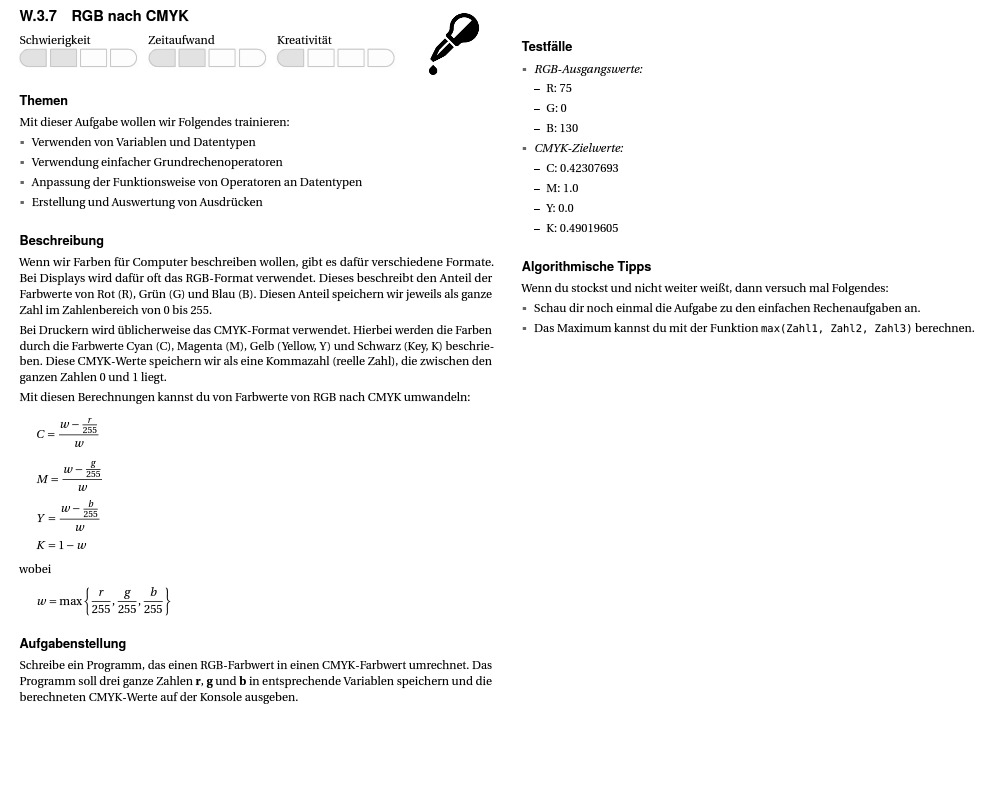 W.3.7 RGB nach CMYK
Schwierigkeit Zeitaufwand Kreativität
Themen
Mit dieser Aufgabe wollen wir Folgendes trainieren:
▪ Verwenden von Variablen und Datentypen
▪ Verwendung einfacher Grundrechenoperatoren
▪ Anpassung der Funktionsweise von Operatoren an Datentypen
▪ Erstellung und Auswertung von Ausdrücken
Beschreibung
Wenn wir Farben für Computer beschreiben wollen, gibt es dafür verschiedene Formate.
Bei Displays wird dafür oft das RGB-Format verwendet. Dieses beschreibt den Anteil der
Farbwerte von Rot (R), Grün (G) und Blau (B). Diesen Anteil speichern wir jeweils als ganze
Zahl im Zahlenbereich von 0 bis 255.
Bei Druckern wird üblicherweise das CMYK-Format verwendet. Hierbei werden die Farben
durch die Farbwerte Cyan (C), Magenta (M), Gelb (Yellow, Y) und Schwarz (Key, K) beschrie-
ben. Diese CMYK-Werte speichern wir als eine Kommazahl (reelle Zahl), die zwischen den
ganzen Zahlen 0 und 1 liegt.
Mit diesen Berechnungen kannst du von Farbwerte von RGB nach CMYK umwandeln:
C = (w − r/255)/w
M = (w − g/255)/w
Y = (w − b/255)/w
K = 1 − w
wobei
w = max{r/255, g/255, b/255}
Aufgabenstellung
Schreibe ein Programm, das einen RGB-Farbwert in einen CMYK-Farbwert umrechnet. Das
Programm soll drei ganze Zahlen r, g und b in entsprechende Variablen speichern und die
berechneten CMYK-Werte auf der Konsole ausgeben.
Testfälle
▪ RGB-Ausgangswerte:
– R: 75
– G: 0
– B: 130
▪ CMYK-Zielwerte:
– C: 0.42307693
– M: 1.0
– Y: 0.0
– K: 0.49019605
Algorithmische Tipps
Wenn du stockst und nicht weiter weißt, dann versuch mal Folgendes:
▪ Schau dir noch einmal die Aufgabe zu den einfachen Rechenaufgaben an.
▪ Das Maximum kannst du mit der Funktion max(Zahl1, Zahl2, Zahl3) berechnen.